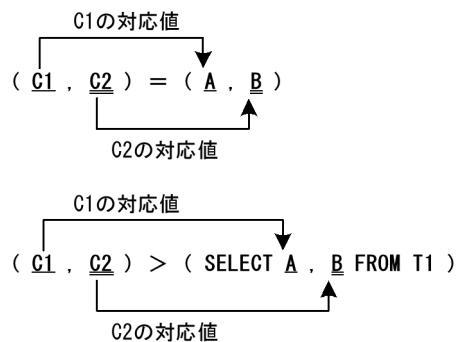 C1の対応値
( C1 , C2 ) = ( A , B )
C2の対応値
C1の対応値
( C1 , C2 ) > ( SELECT A , B FROM T1 )
C2の対応値